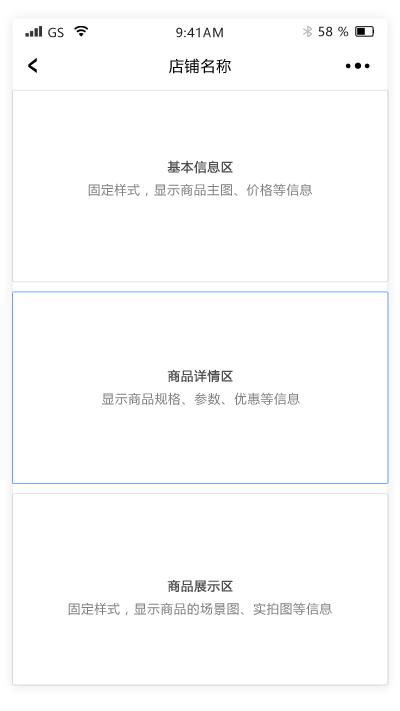 GS 9:41AM 58 %
店铺名称
基本信息区
固定样式，显示商品主图、价格等信息
商品详情区
显示商品规格、参数、优惠等信息
商品展示区
固定样式，显示商品的场景图、实拍图等信息